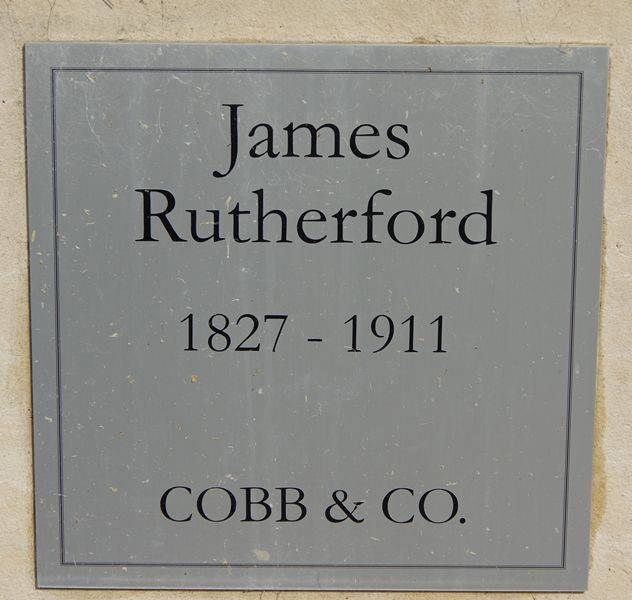 James
Rutherford
1827 - 1911
COBB & CO.